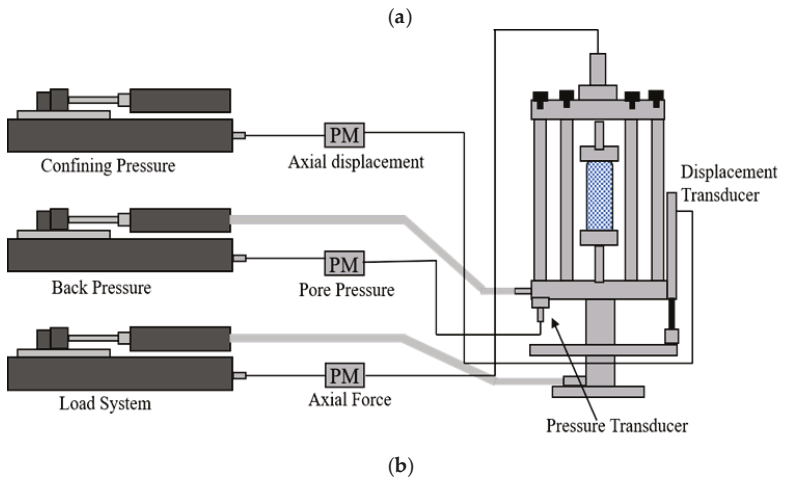 (a)
PM
Confining Pressure
Axial displacement
Displacement
Transducer
PM
Back Pressure
Pore Pressure
PM
Load System
Axial Force
Pressure Transducer
(b)